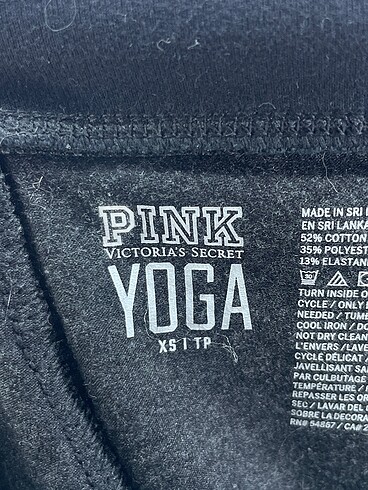 PINK
VICTORIA'S SECRET
YOGA
XS | TP
MADE IN SRI
EN SRI LANKA
52% COTTON
35% POLYEST
13% ELASTAN
TURN INSIDE O
CYCLE / ONLY
NEEDED / TUMB
COOL IRON / DO
NOT DRY CLEAN
L'ENVERS / LAVE
CYCLE DÉLICAT /
JAVELLISANT SA
PAR CULBUTAGE
TEMPÉRATURE /
REPASSER LES OR
SEC / LAVAR DEL
SOBRE LA DECORA
RN# 54867 / CA# 2